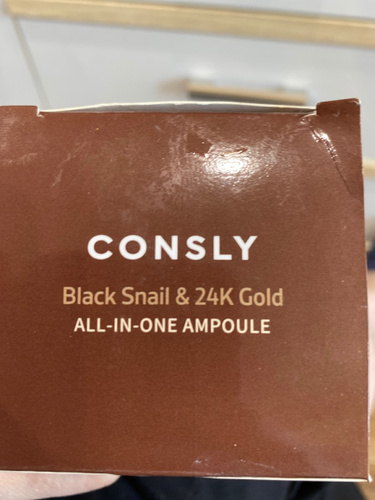 CONSLY
Black Snail & 24K Gold
ALL-IN-ONE AMPOULE